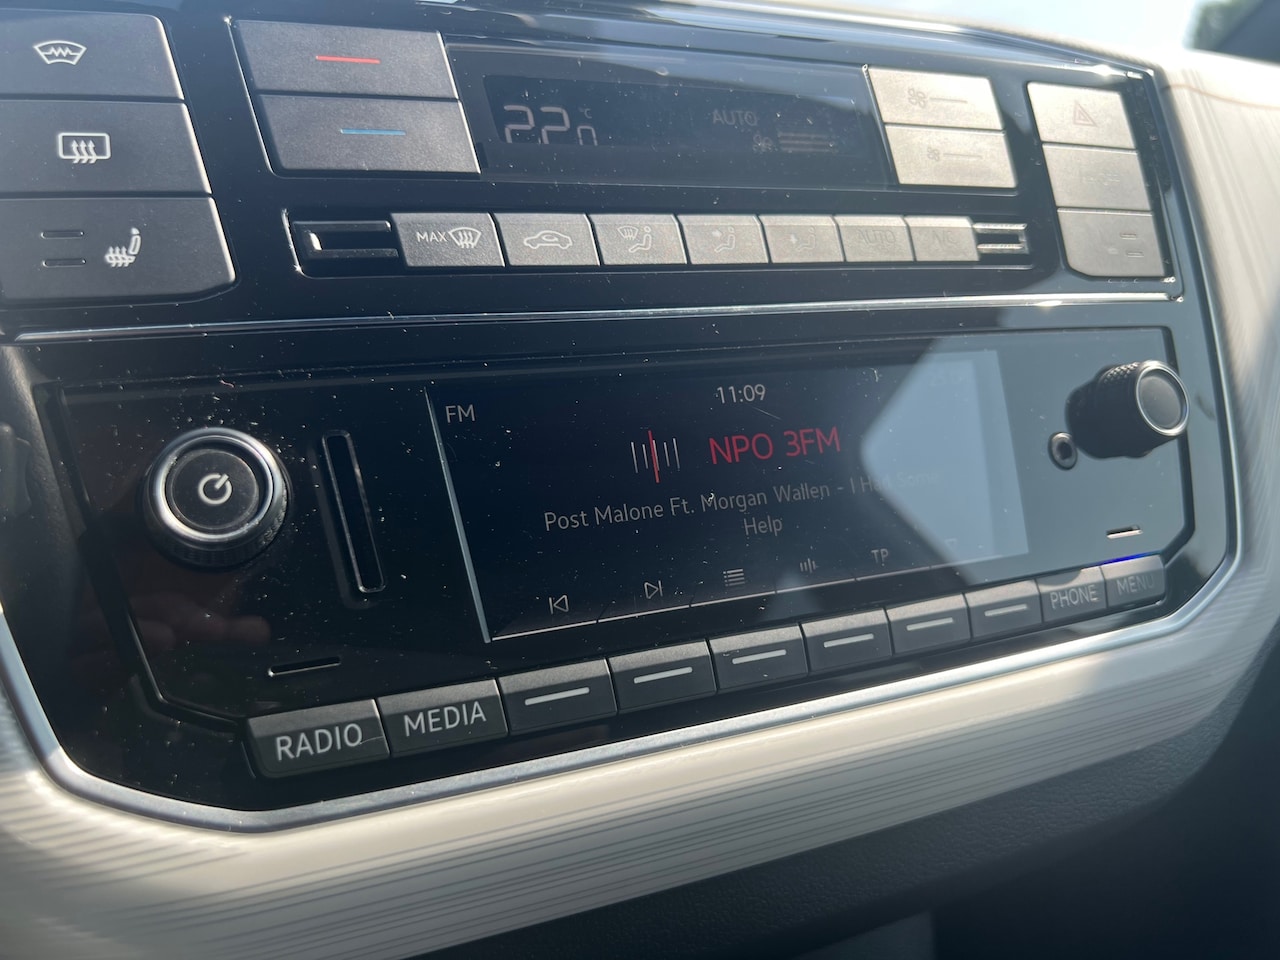 22.0 °C AUTO
MAX AUTO A/C
11:09
FM
NPO 3FM
Post Malone Ft. Morgan Wallen - I Had Some
Help
TP
RADIO MEDIA PHONE MENU